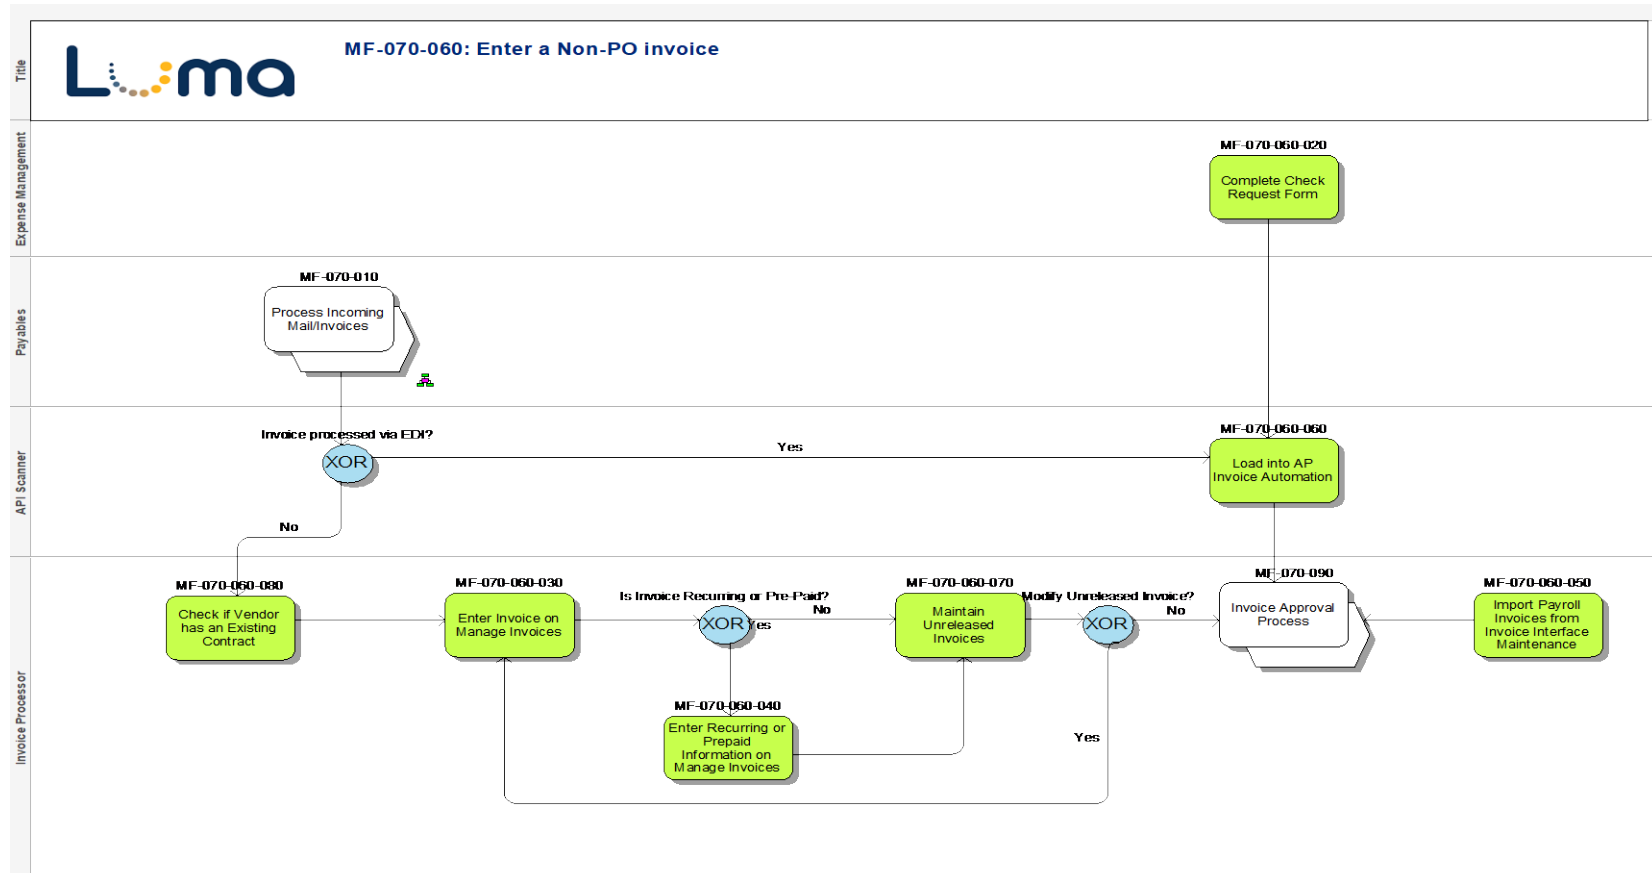 Title
Luma
MF-070-060: Enter a Non-PO invoice
Expense Management
MF-070-060-020
Complete Check
Request Form
Payables
MF-070-010
Process Incoming
Mail/Invoices
API Scanner
Invoice processed via EDI?
XOR
Yes
No
MF-070-060-060
Load into AP
Invoice Automation
Invoice Processor
MF-070-060-080
Check if Vendor
has an Existing
Contract
MF-070-060-030
Enter Invoice on
Manage Invoices
Is Invoice Recurring or Pre-Paid?
XOR
No
Yes
MF-070-060-040
Enter Recurring or
Prepaid
Information on
Manage Invoices
MF-070-060-070
Maintain
Unreleased
Invoices
Modify Unreleased Invoice?
XOR
No
Yes
MF-070-090
Invoice Approval
Process
MF-070-060-050
Import Payroll
Invoices from
Invoice Interface
Maintenance